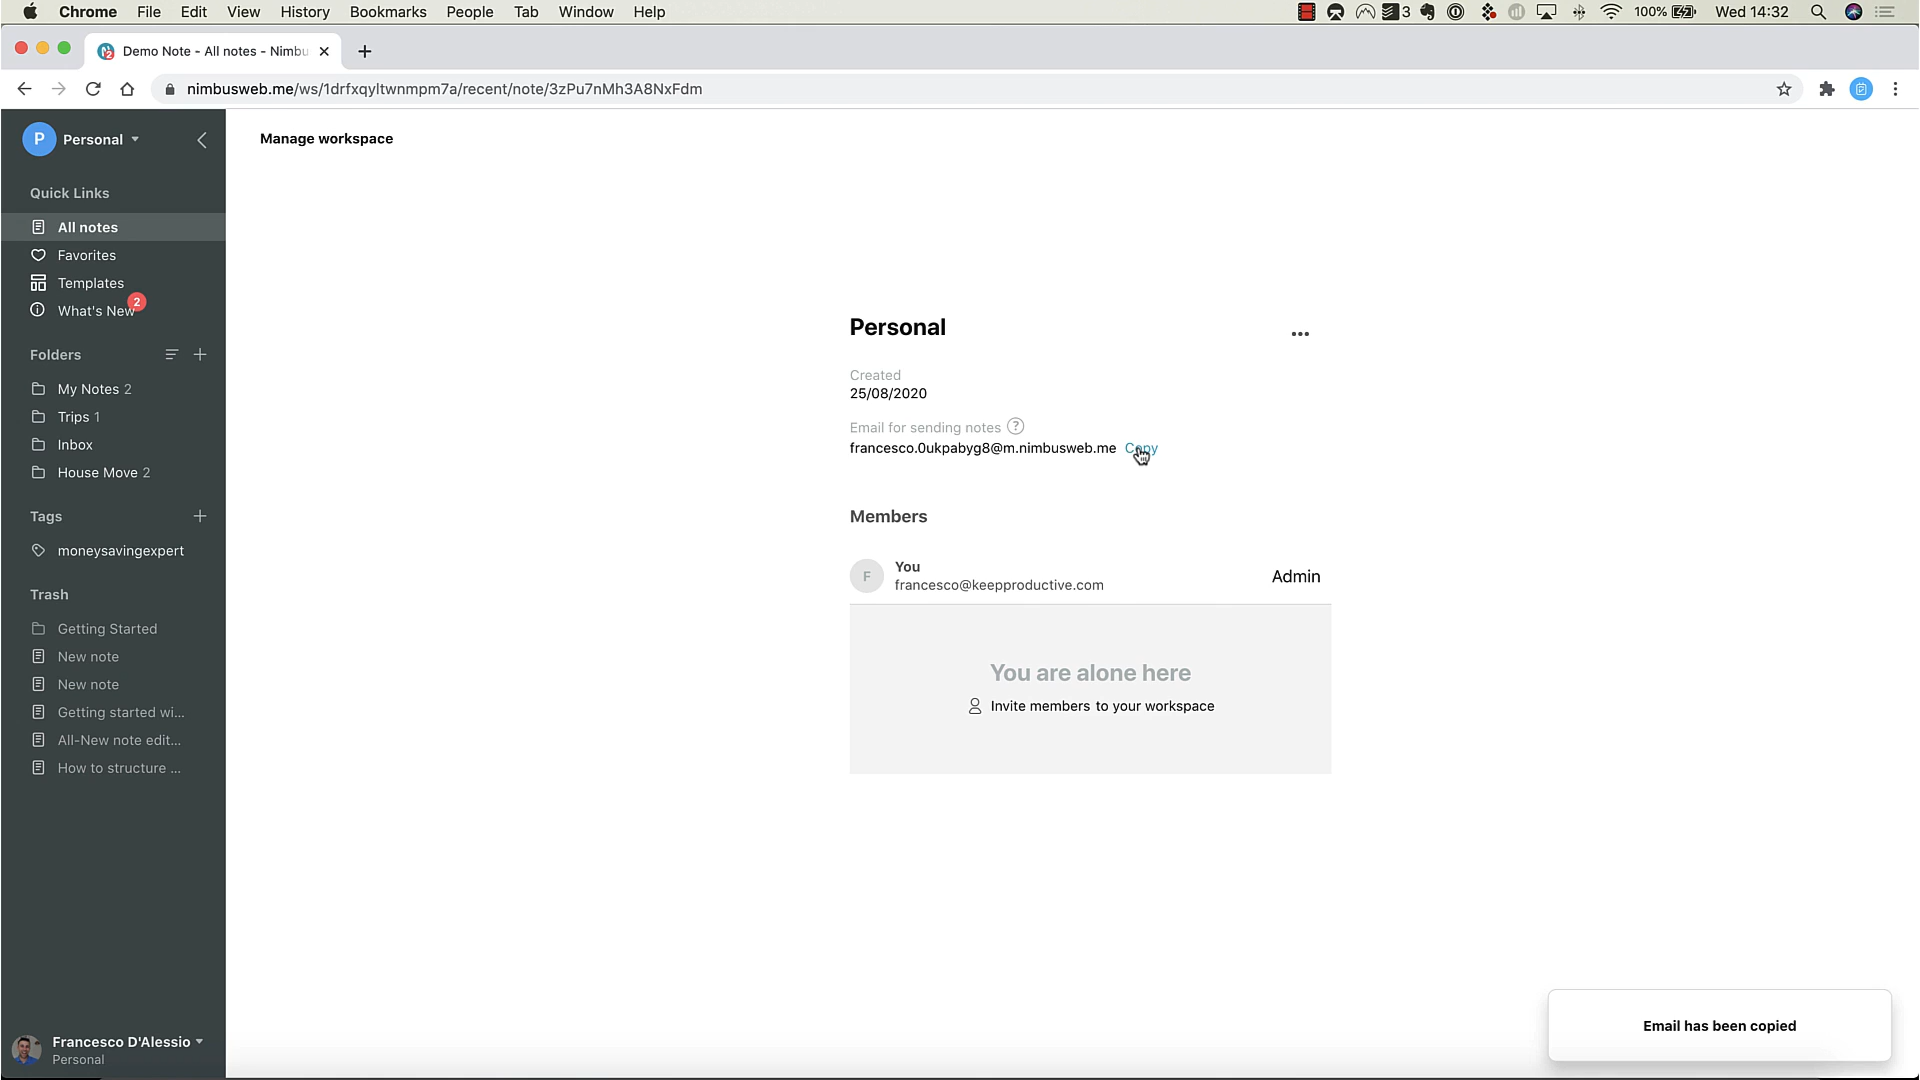 Chrome File Edit View History Bookmarks People Tab Window Help 3 100% Wed 14:32
Demo Note - All notes - Nimbu
nimbusweb.me/ws/1drfxqyltwnmpm7a/recent/note/3zPu7nMh3A8NxFdm
P Personal
Manage workspace
Quick Links
All notes
Favorites
Templates
What's New 2
Folders
My Notes 2
Trips 1
Inbox
House Move 2
Tags
moneysavingexpert
Trash
Getting Started
New note
New note
Getting started wi...
All-New note edit...
How to structure ...
Francesco D'Alessio
Personal
Personal
Created
25/08/2020
Email for sending notes ?
francesco.0ukpabyg8@m.nimbusweb.me Copy
Members
F
You
francesco@keepproductive.com
Admin
You are alone here
Invite members to your workspace
Email has been copied